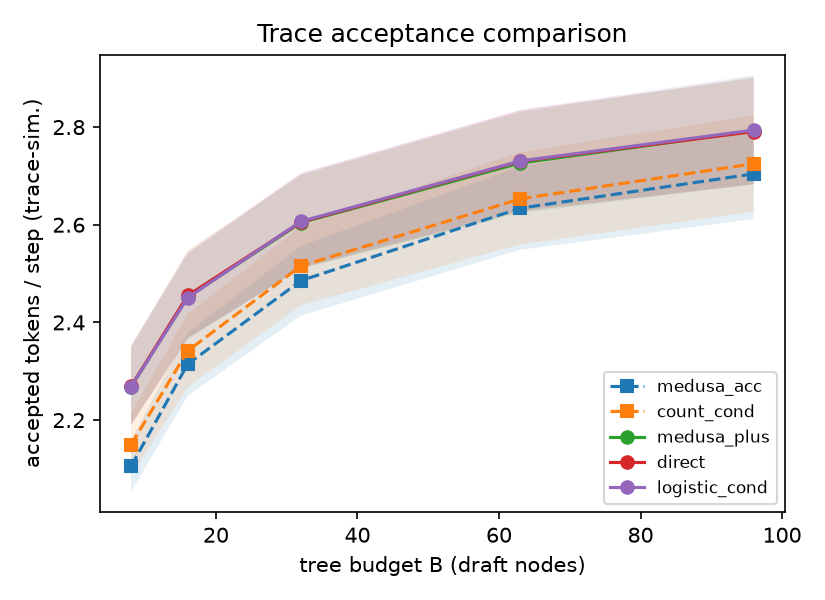 Trace acceptance comparison
accepted tokens / step (trace-sim.)
2.8
2.6
2.4
2.2
20
40
60
80
100
tree budget B (draft nodes)
medusa_acc
count_cond
medusa_plus
direct
logistic_cond